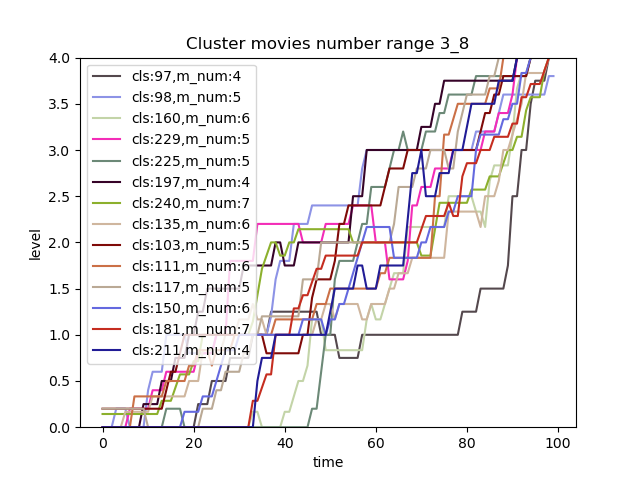 Cluster movies number range 3_8
4.0
3.5
3.0
2.5
2.0
1.5
1.0
0.5
0.0
level
cls:97,m_num:4
cls:98,m_num:5
cls:160,m_num:6
cls:229,m_num:5
cls:225,m_num:5
cls:197,m_num:4
cls:240,m_num:7
cls:135,m_num:6
cls:103,m_num:5
cls:111,m_num:6
cls:117,m_num:5
cls:150,m_num:6
cls:181,m_num:7
cls:211,m_num:4
0 20 40 60 80 100
time